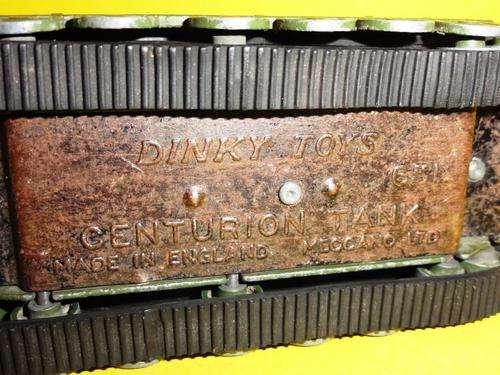 DINKY TOYS
651
CENTURION TANK
MADE IN ENGLAND MECCANO LTD